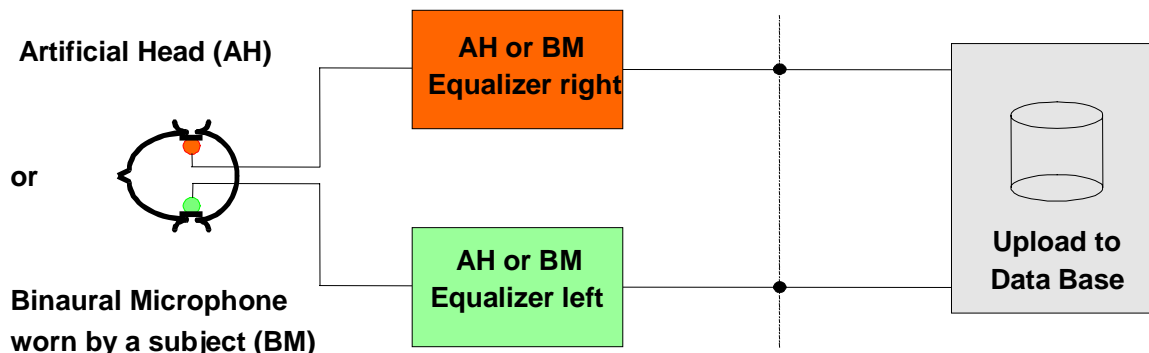 Artificial Head (AH)
or
Binaural Microphone
worn by a subject (BM)
AH or BM
Equalizer right
AH or BM
Equalizer left
Upload to
Data Base